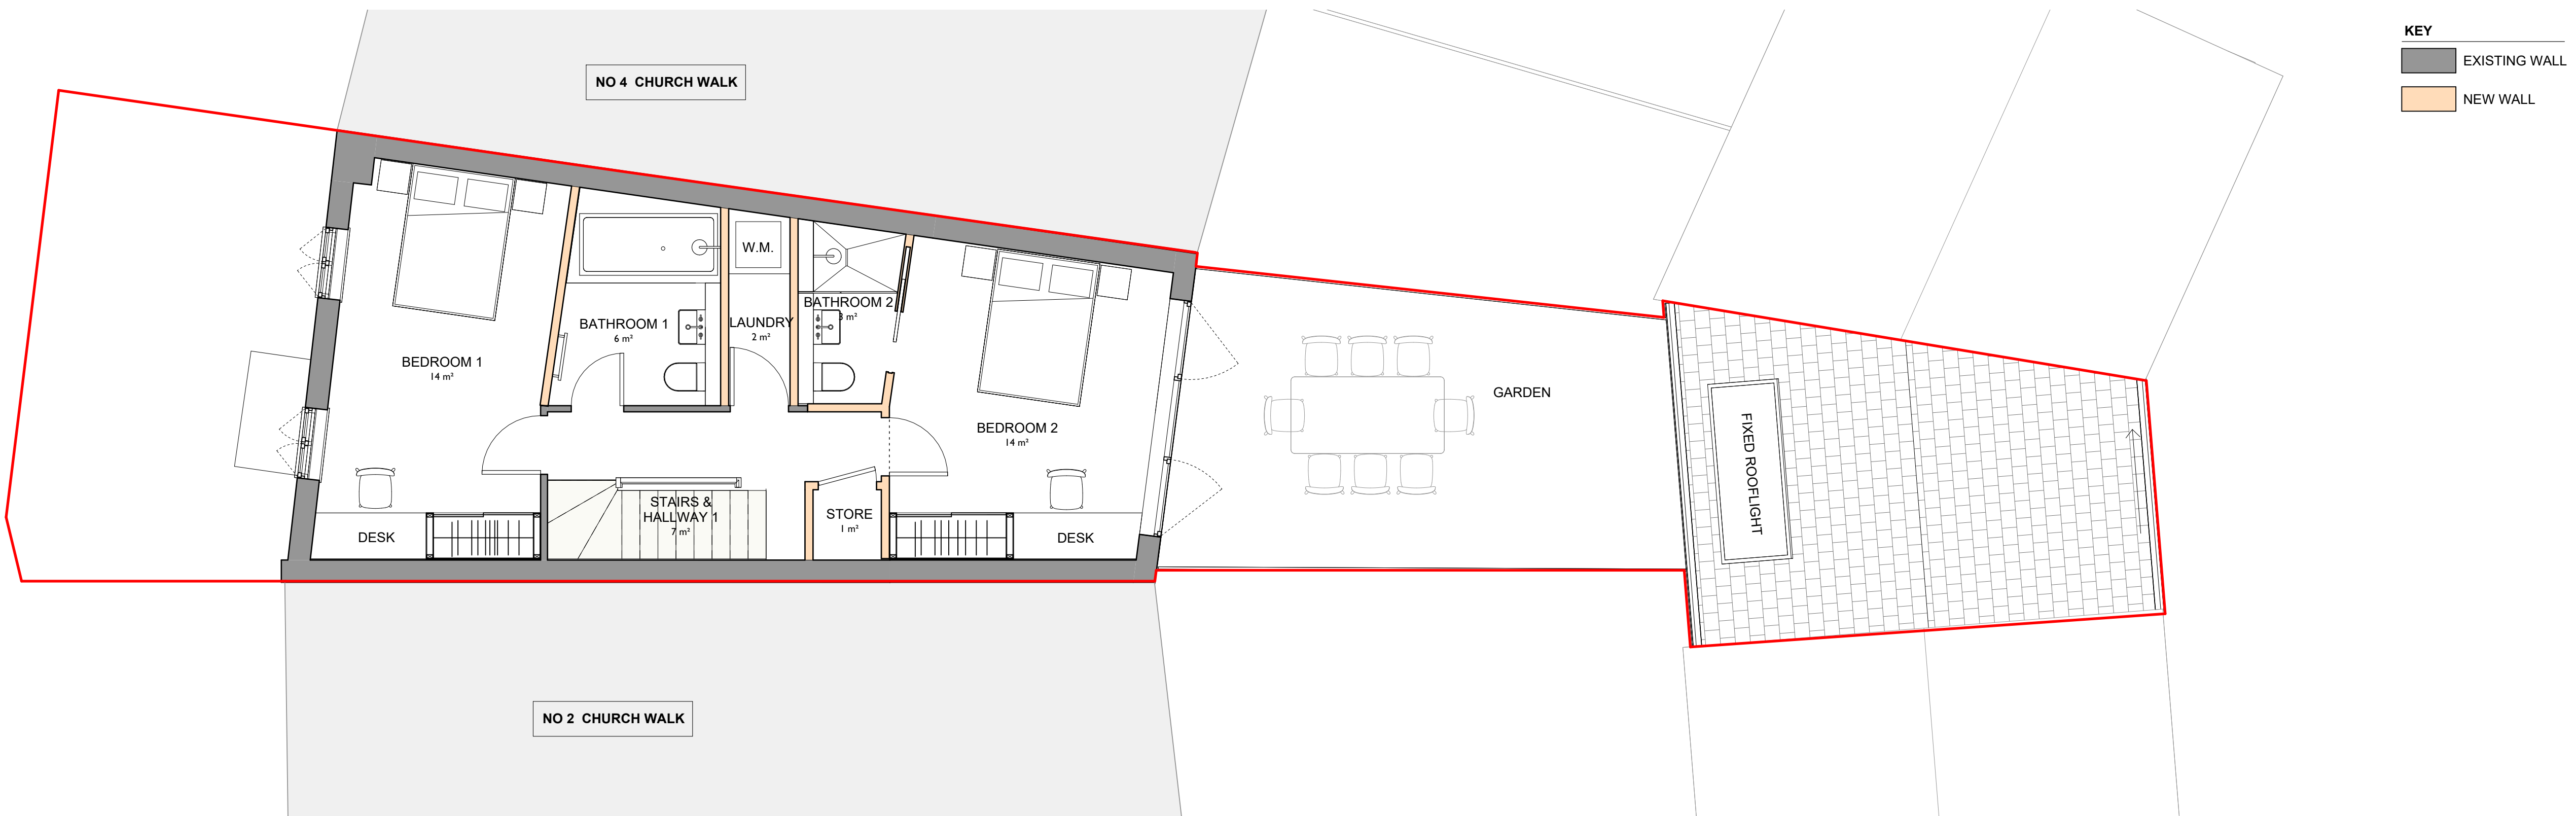 KEY
EXISTING WALL
NEW WALL
NO 4 CHURCH WALK
W.M.
BATHROOM 2
3 m²
BATHROOM 1
6 m²
LAUNDRY
2 m²
BEDROOM 1
14 m²
GARDEN
BEDROOM 2
14 m²
FIXED ROOFLIGHT
STAIRS &
HALLWAY 1
7 m²
STORE
1 m²
DESK
DESK
NO 2 CHURCH WALK